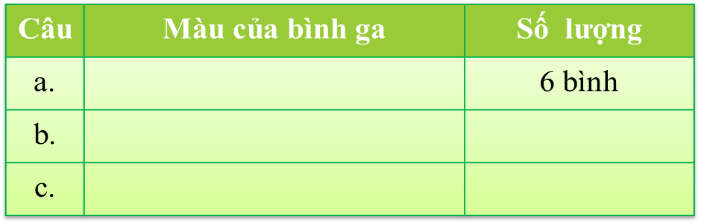 Câu Màu của bình ga Số lượng
a. 6 bình
b.
c.